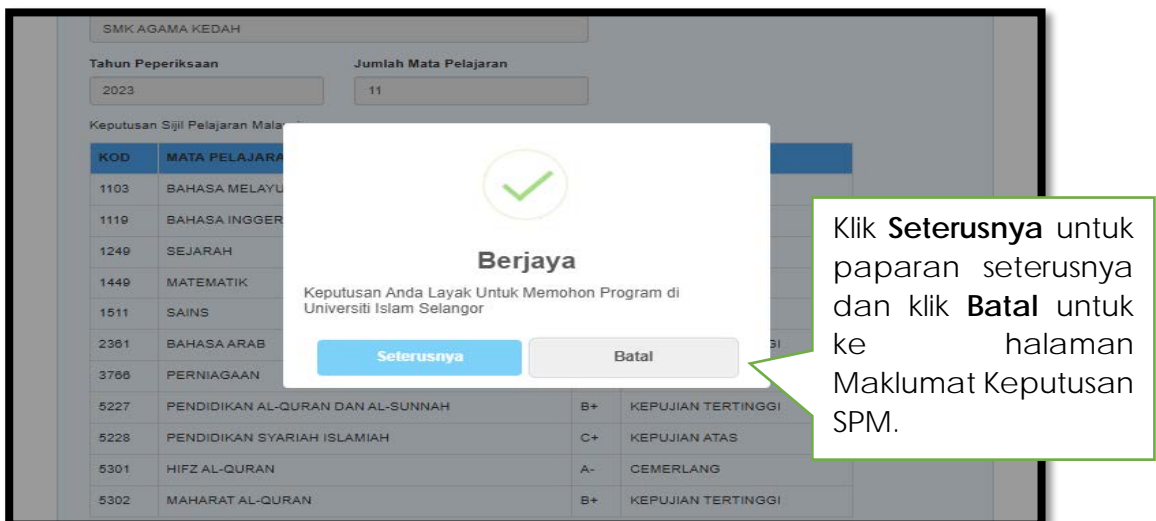 SMK AGAMA KEDAH
Tahun Peperiksaan Jumlah Mata Pelajaran
2023 11
Keputusan Sijil Pelajaran
KOD MATA
1103 BAHASA MELAYU
1119 BAHASA
1249 SEJARAH
1449 MATEMATIK
1511 SAINS
2361 BAHASA ARAB
3766 PERNIAGAAN
5227 PENDIDIKAN AL-QURAN DAN AL-SUNNAH B+ KEPUJIAN TERTINGGI
5228 PENDIDIKAN SYARIAH ISLAMIAH C+ KEPUJIAN ATAS
5301 HIFZ AL-QURAN A- CEMERLANG
5302 MAHARAT AL-QURAN B+ KEPUJIAN TERTINGGI
Berjaya
Keputusan Anda Layak Untuk Memohon Program di
Universiti Islam Selangor
Seterusnya Batal
Klik Seterusnya untuk
paparan seterusnya
dan klik Batal untuk
ke halaman
Maklumat Keputusan
SPM.